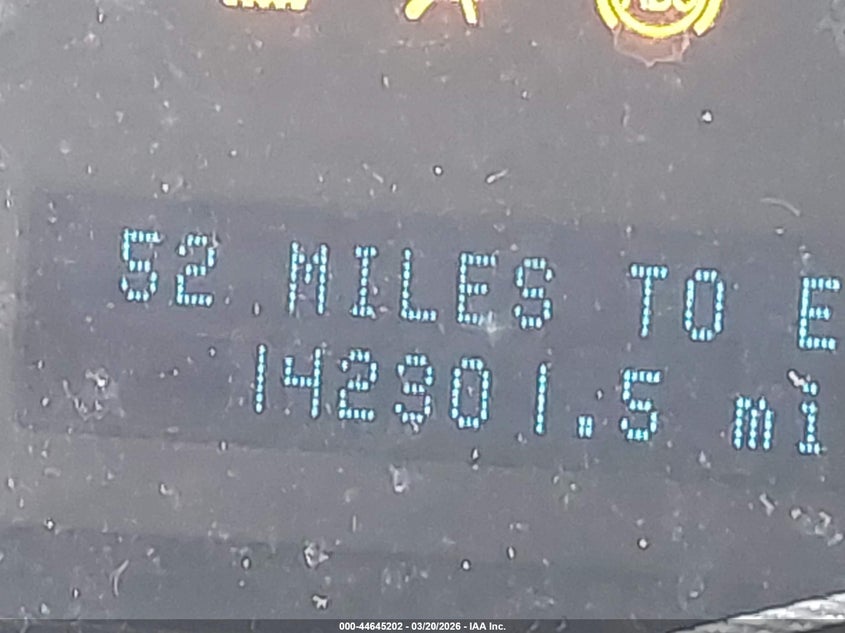 52 MILES TO E
142901.5 mi
000-44645202 - 03/20/2026 - IAA Inc.